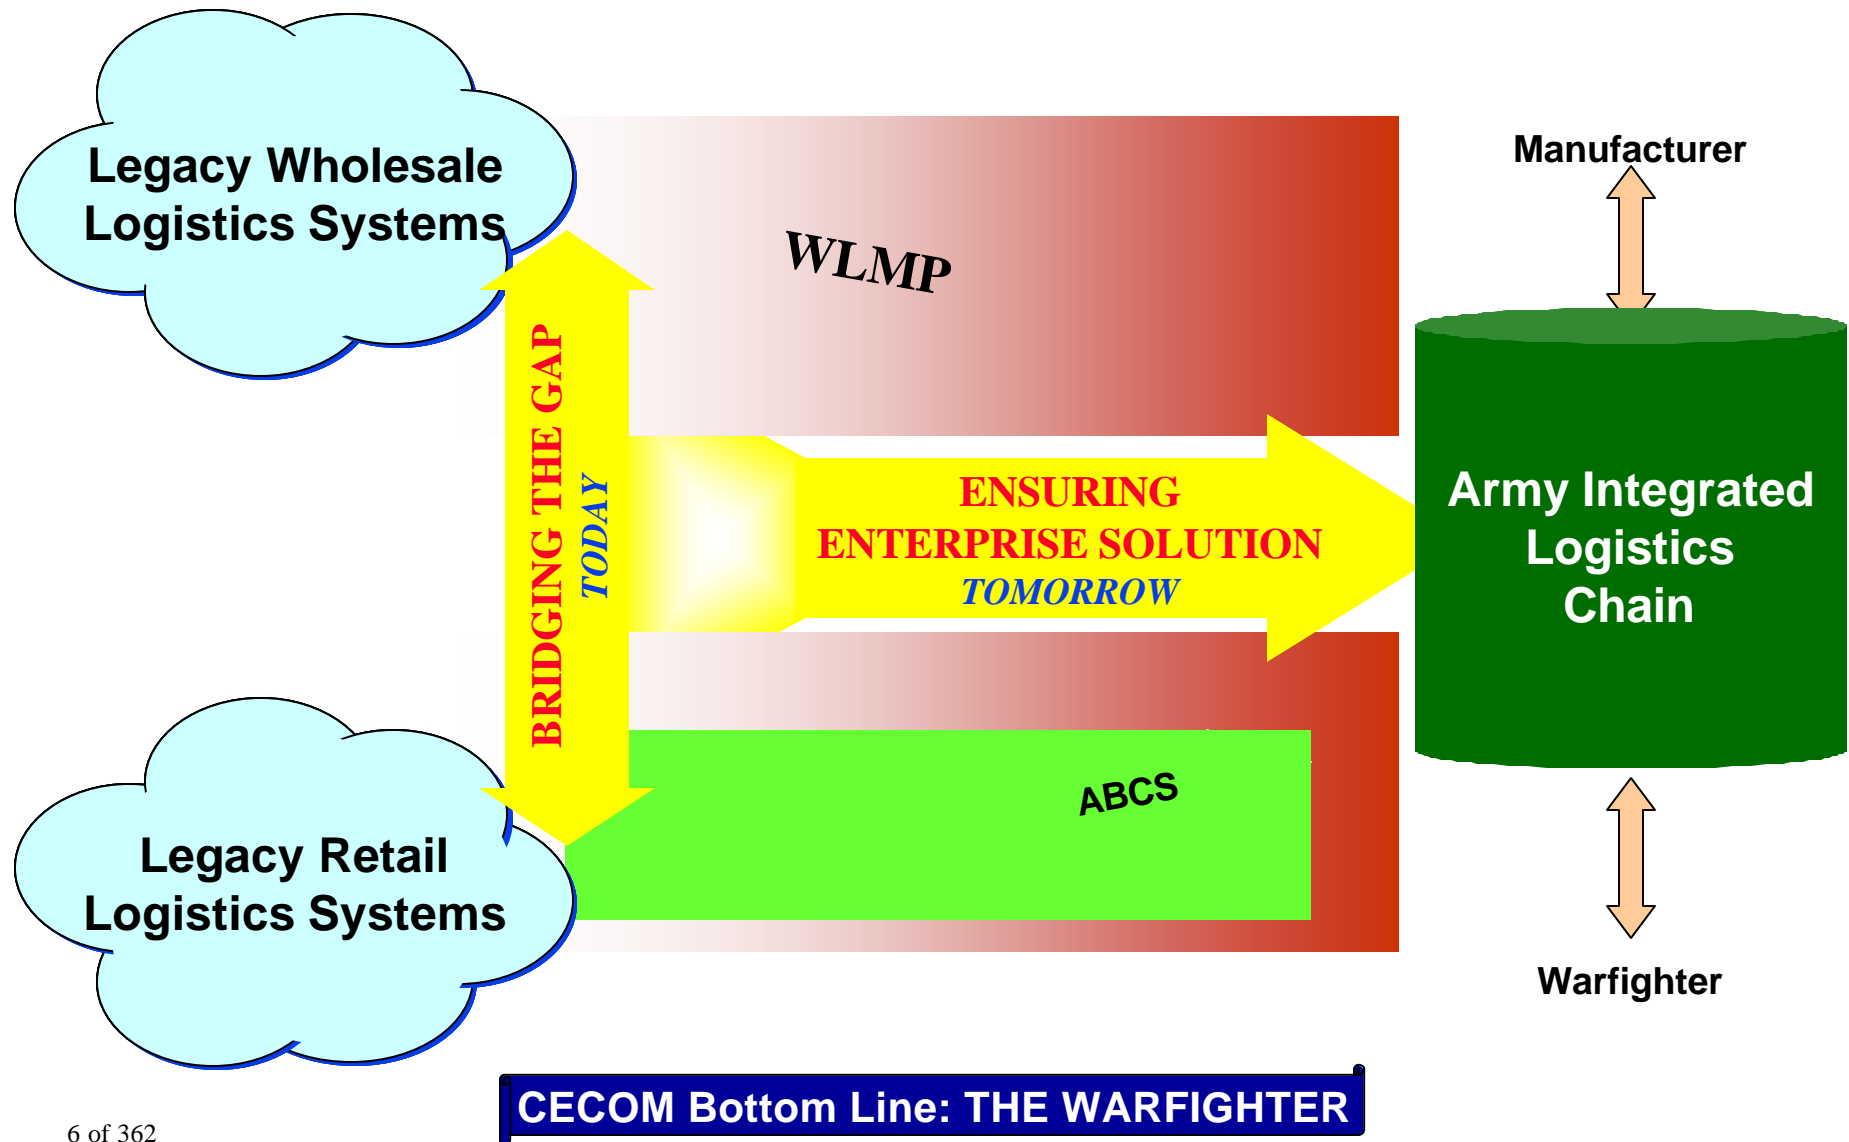 Legacy Wholesale
Logistics Systems
WLMP
Manufacturer
BRIDGING THE GAP
TODAY
ENSURING
ENTERPRISE SOLUTION
TOMORROW
Army Integrated
Logistics
Chain
ABCS
Legacy Retail
Logistics Systems
Warfighter
CECOM Bottom Line: THE WARFIGHTER
6 of 362